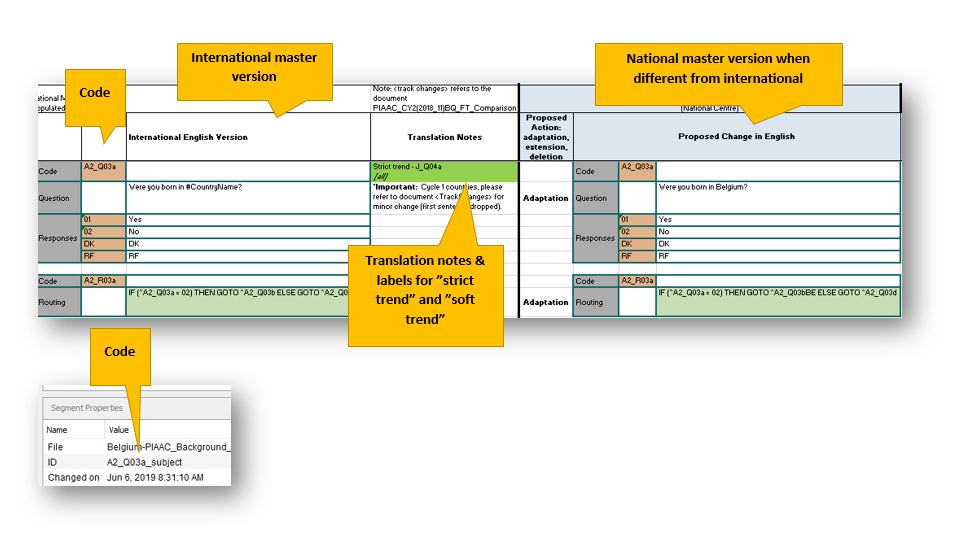 International master
version
National master version when
different from international
Code
Note: <track changes> refers to the
document
PIAAC_CY2(2018_11)BQ_FT_Comparison
(National Centre)
International English Version
Translation Notes
Proposed
Action:
adaptation,
extension,
deletion
Proposed Change in English
Code
A2_Q03a
Strict trend - J_Q04a
[all]
Code
A2_Q03a
Question
Were you born in #CountryName?
*Important: Cycle 1 countries, please
refer to document <Track changes> for
minor change (first sentence dropped).
Adaptation
Question
Were you born in Belgium?
Responses
01 Yes
02 No
DK DK
RF RF
Responses
01 Yes
02 No
DK DK
RF RF
Translation notes &
labels for ”strict
trend” and ”soft
trend”
Code
A2_R03a
Routing
IF (^A2_Q03a = 02) THEN GOTO ^A2_Q03b ELSE GOTO ^A2_Q0
Adaptation
Code
A2_R03a
Routing
IF (^A2_Q03a = 02) THEN GOTO ^A2_Q03bBE ELSE GOTO ^A2_Q03d
Code
Segment Properties
Name Value
File Belgium-PIAAC_Background_
ID A2_Q03a_subject
Changed on Jun 6, 2019 8:31:10 AM